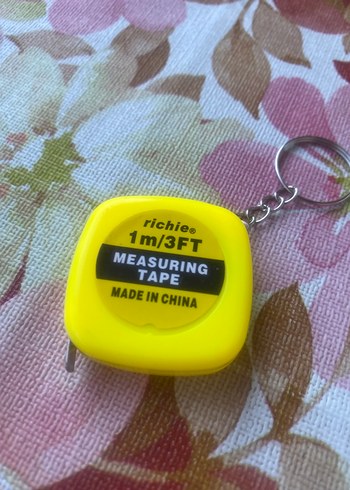 richie®
1m/3FT
MEASURING
TAPE
MADE IN CHINA